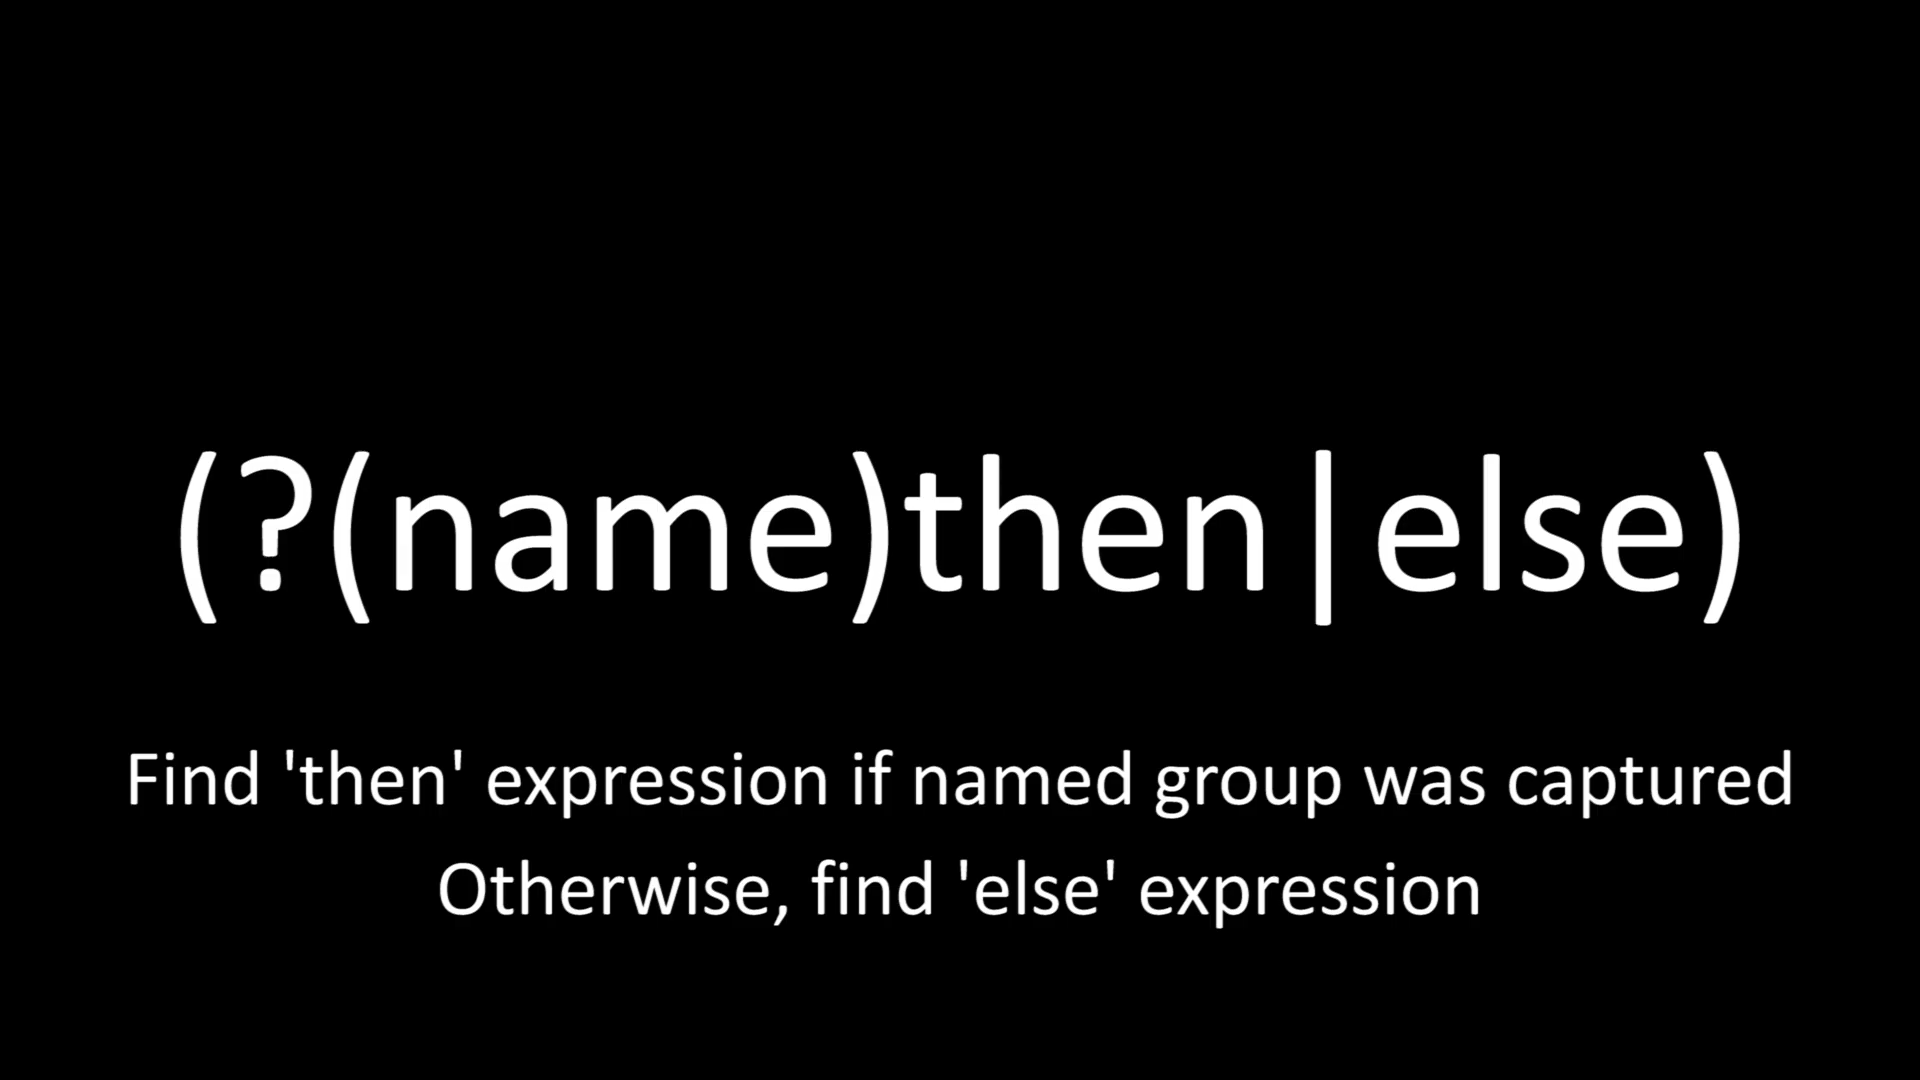 (?(name)then|else)
Find 'then' expression if named group was captured
Otherwise, find 'else' expression